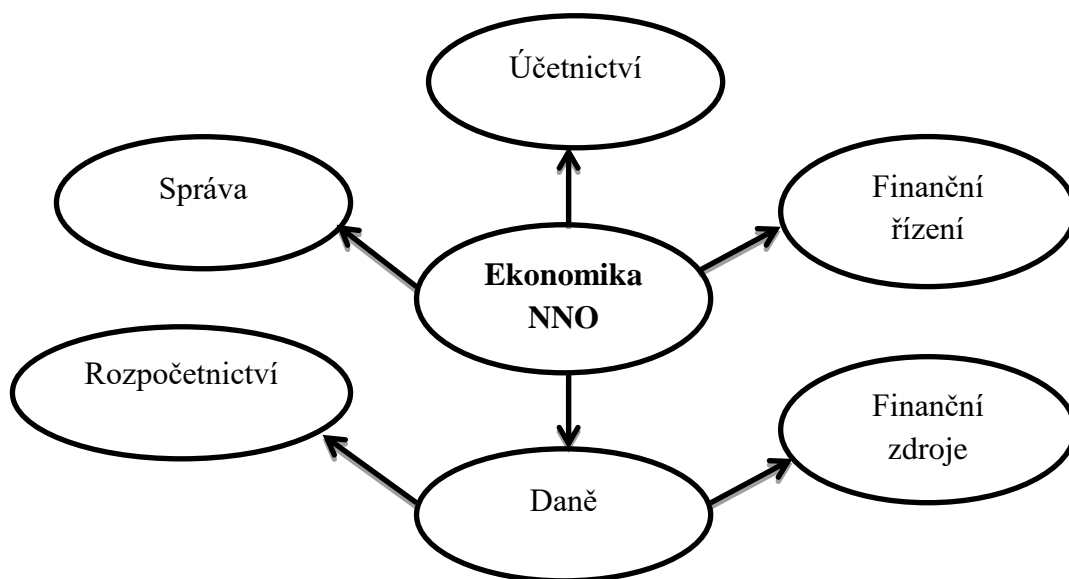 Účetnictví
Správa
Finanční
řízení
Ekonomika
NNO
Rozpočetnictví
Finanční
zdroje
Daně